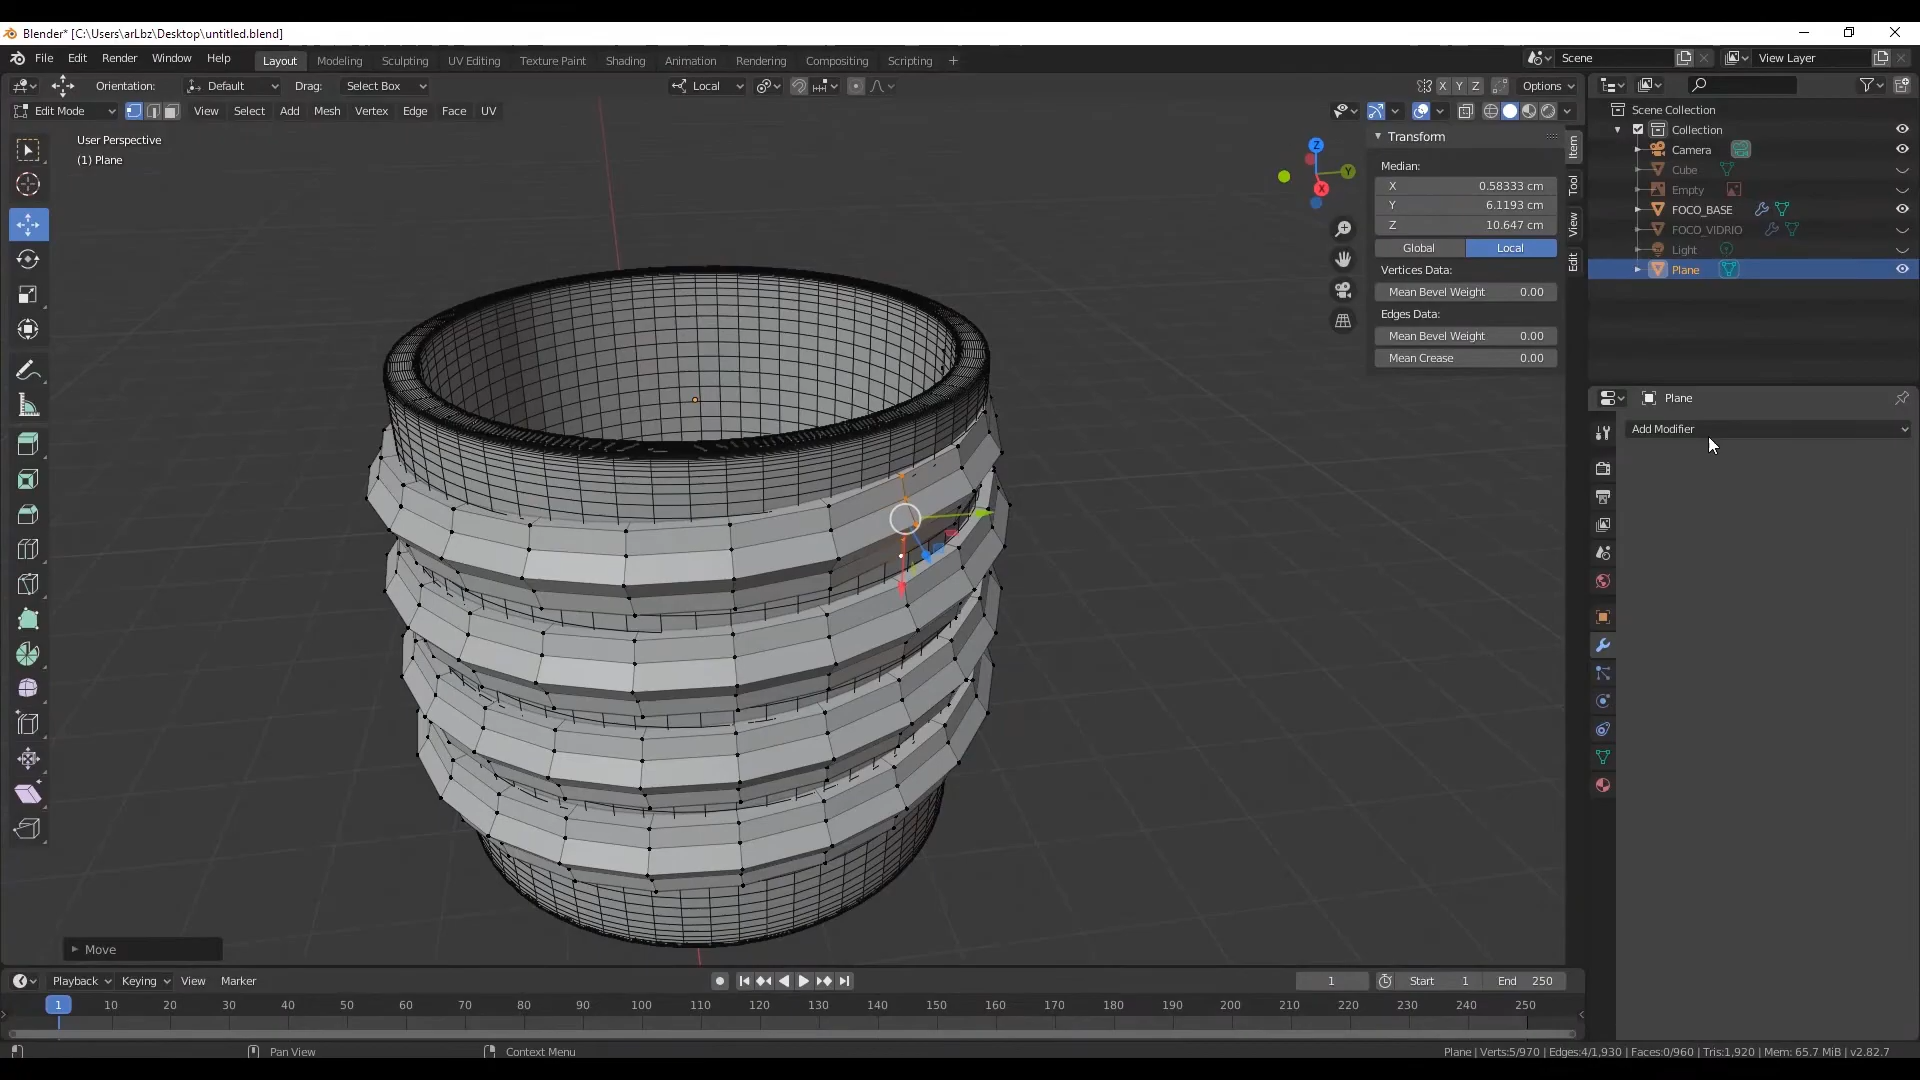 Blender* [C:\Users\arLbz\Desktop\untitled.blend]
File Edit Render Window Help Layout Modeling Sculpting UV Editing Texture Paint Shading Animation Rendering Compositing Scripting + Scene View Layer
Orientation: Default Drag: Select Box Local X Y Z Options
Edit Mode View Select Add Mesh Vertex Edge Face UV
User Perspective
(1) Plane
Z
Y
X
Transform
Median:
X 0.58333 cm
Y 6.1193 cm
Z 10.647 cm
Global Local
Vertices Data:
Mean Bevel Weight 0.00
Edges Data:
Mean Bevel Weight 0.00
Mean Crease 0.00
Item
Tool
View
Edit
Scene Collection
Collection
Camera
Cube
Empty
FOCO_BASE
FOCO_VIDRIO
Light
Plane
Plane
Add Modifier
Move
Playback Keying View Marker 1 Start 1 End 250
1 10 20 30 40 50 60 70 80 90 100 110 120 130 140 150 160 170 180 190 200 210 220 230 240 250
Pan View Context Menu Plane | Verts:5/970 | Edges:4/1,930 | Faces:0/960 | Tris:1,920 | Mem: 65.7 MiB | v2.82.7